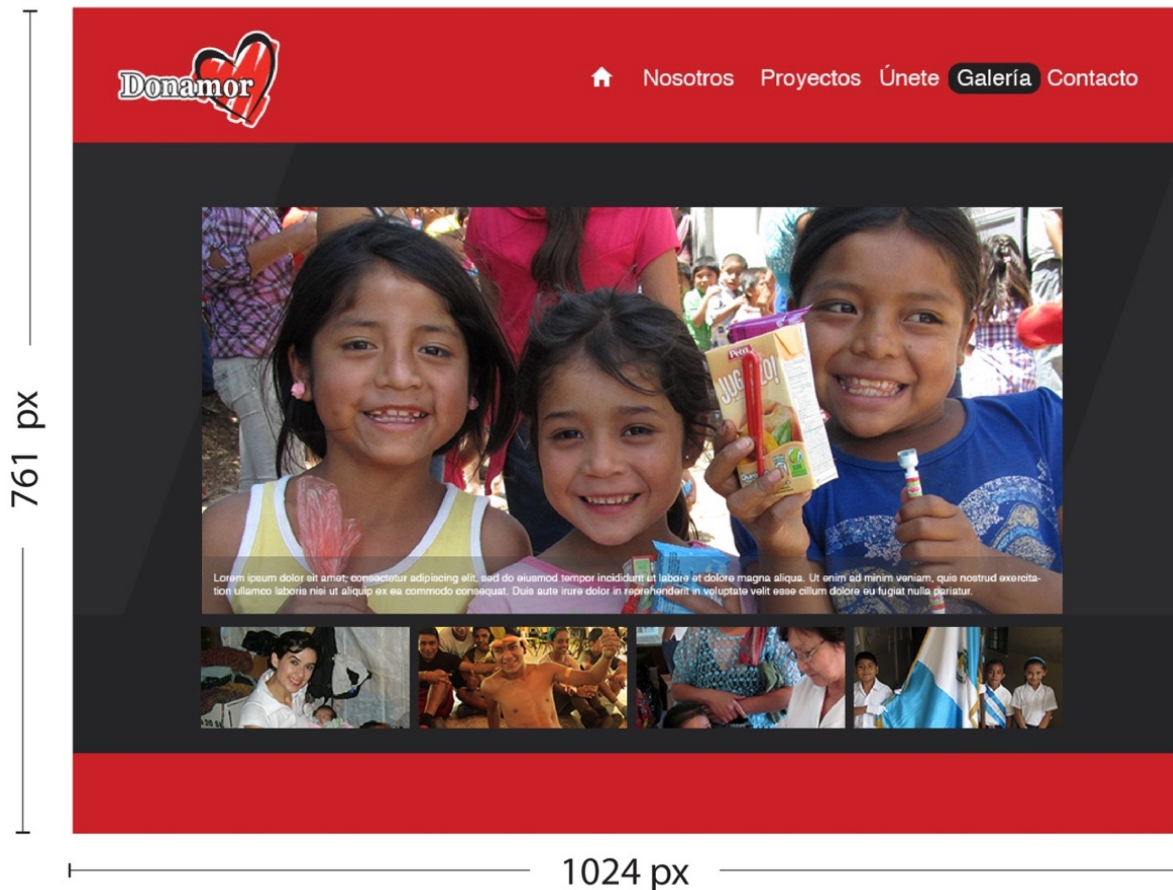 Donamor
Nosotros Proyectos Únete Galería Contacto
Petit
JUGAZO!
Lorem ipsum dolor sit amet, consectetur adipiscing elit, sed do eiusmod tempor incididunt ut labore et dolore magna aliqua. Ut enim ad minim veniam, quis nostrud exercita-
tion ullamco laboris nisi ut aliquip ex ea commodo consequat. Duis aute irure dolor in reprehenderit in voluptate velit esse cillum dolore eu fugiat nulla pariatur.
761 px
1024 px